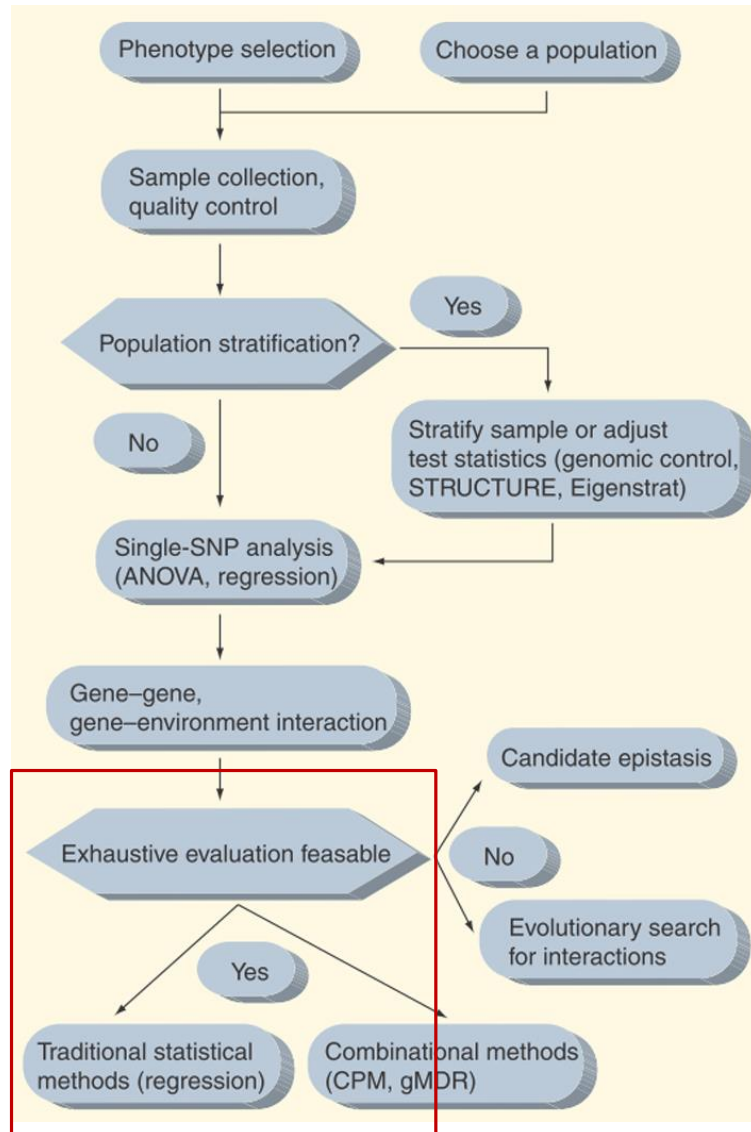 Phenotype selection
Choose a population
Sample collection,
quality control
Population stratification?
Yes
No
Stratify sample or adjust
test statistics (genomic control,
STRUCTURE, Eigenstrat)
Single-SNP analysis
(ANOVA, regression)
Gene–gene,
gene–environment interaction
Candidate epistasis
Exhaustive evaluation feasable
No
Evolutionary search
for interactions
Yes
Traditional statistical
methods (regression)
Combinational methods
(CPM, gMDR)